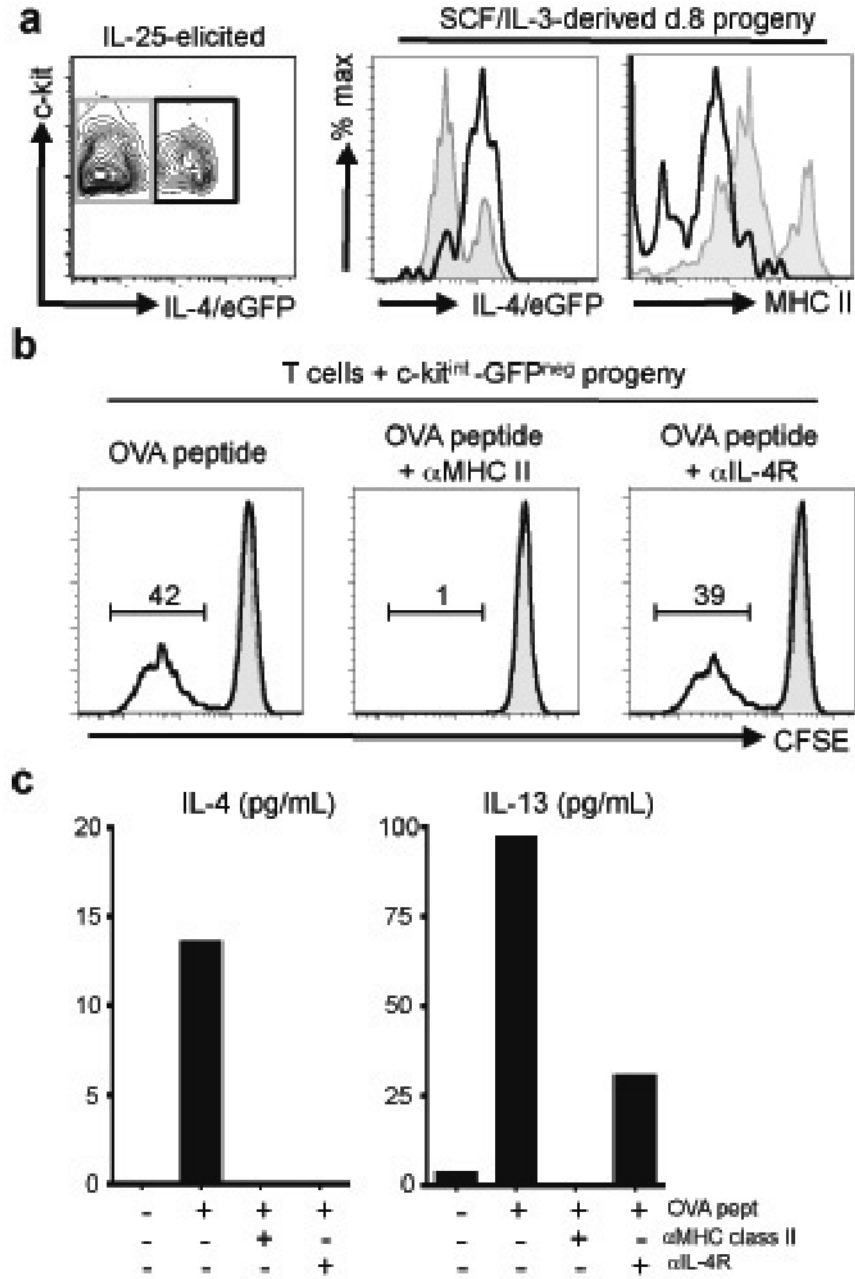 a
IL-25-elicited
SCF/IL-3-derived d.8 progeny
c-kit
IL-4/eGFP
% max
IL-4/eGFP
MHC II
b
T cells + c-kitint-GFPneg progeny
OVA peptide
OVA peptide
+ αMHC II
OVA peptide
+ αIL-4R
42
1
39
CFSE
c
IL-4 (pg/mL)
IL-13 (pg/mL)
20
15
10
5
0
100
75
50
25
0
- + + + - + + + OVA pept
- - + - - - + - αMHC class II
- - - + - - - + αIL-4R